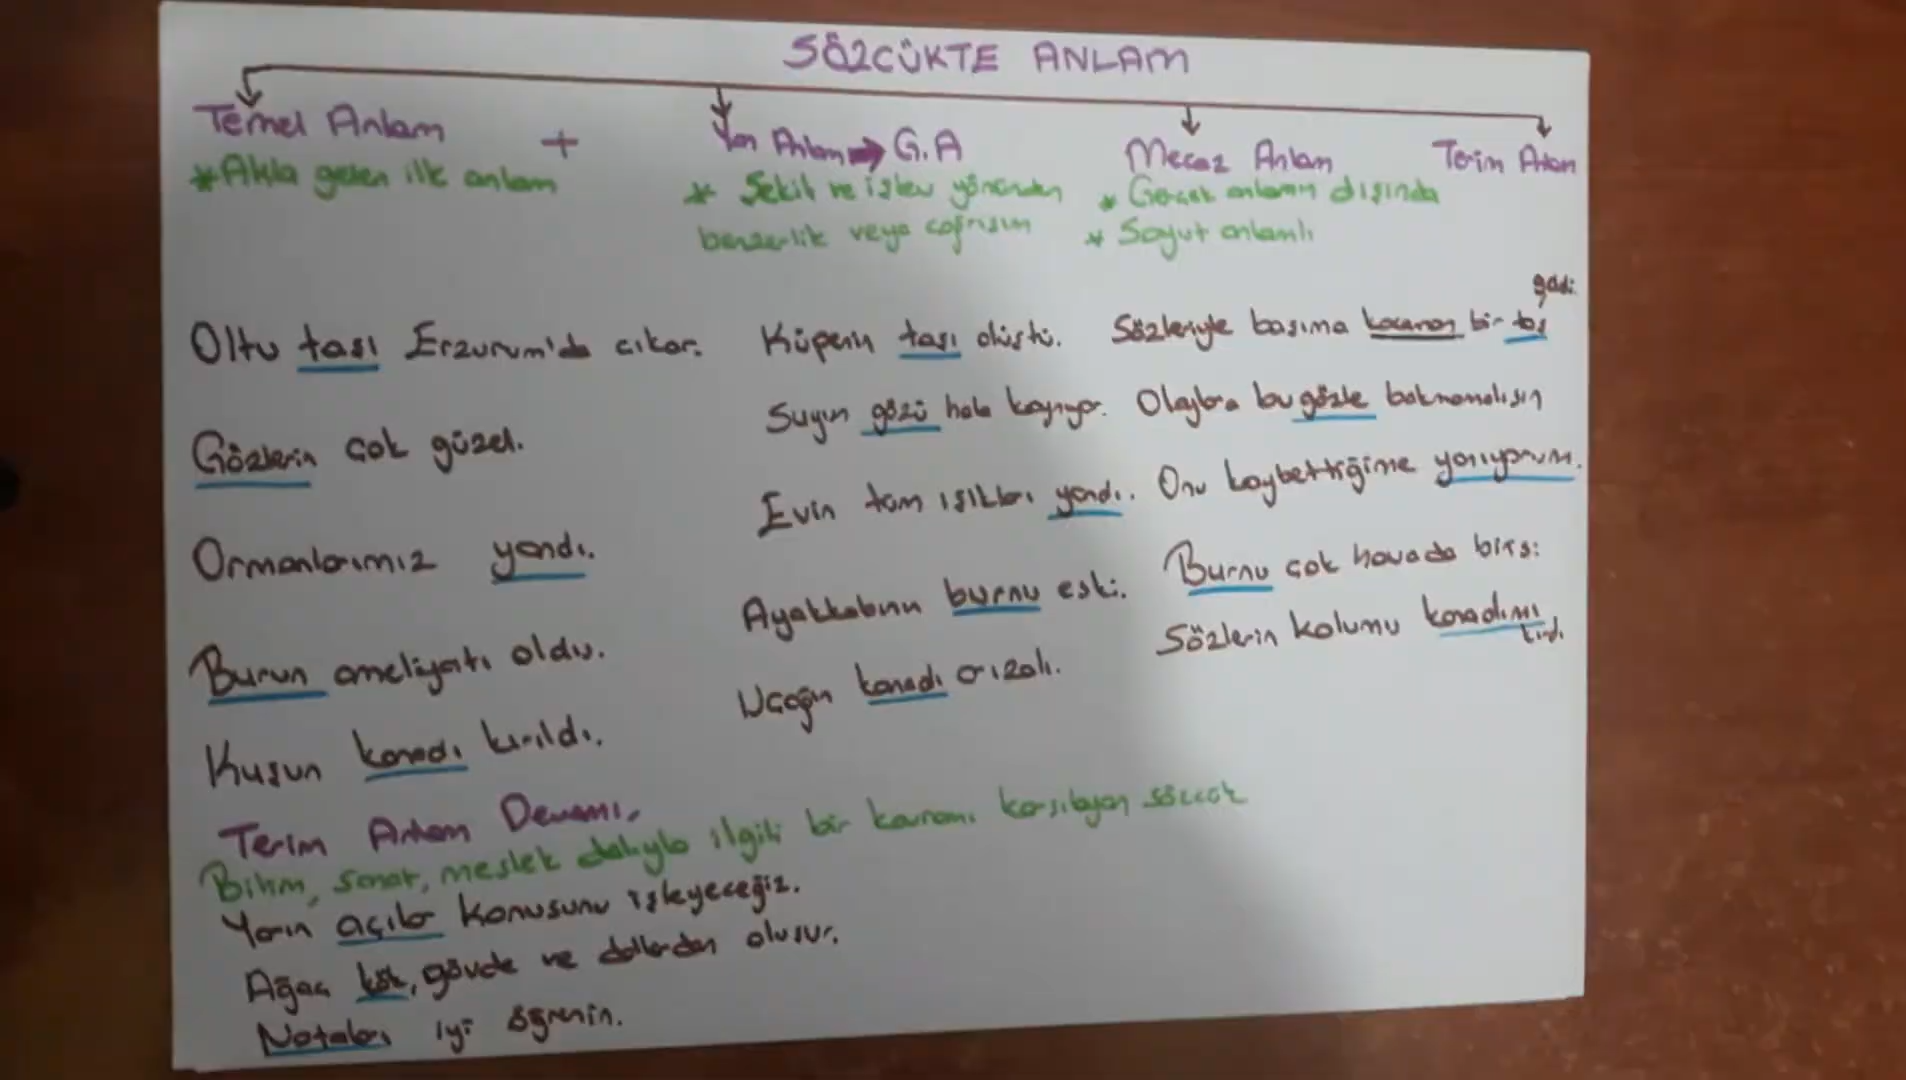 SÖZCÜKTE ANLAM
Temel Anlam + Yan Anlam → G.A
Mecaz Anlam
Terim Anlam
* Akla gelen ilk anlam
* Şekil ve işlev yönünden
benzerlik veya çağrışım
* Gerçek anlamın dışında
* Soyut anlamlı
Oltu taşı Erzurum'da çıkar.
Gözlerin çok güzel.
Ormanlarımız yandı.
Burun ameliyatı oldu.
Kuşun kanadı kırıldı.
Küpenin taşı düştü.
Suyun gözü hala kaynıyor.
Evin tüm ışıkları yandı.
Ayakkabının burnu eski.
Uçağın kanadı arızalı.
Sözleriyle başıma kocaman bir taş
geldi.
Olaylara bu gözle bakmamalısın
Onu kaybettiğime yanıyorum.
Burnu çok havada birisi
Sözlerin kolumu kanadımı
kırdı.
Terim Anlam Devamı,
Bilim, sanat, meslek dalıyla ilgili bir kavramı karşılayan sözcük
Yarın açılar konusunu işleyeceğiz.
Ağaç kök, gövde ve dallardan oluşur.
Notaları iyi öğrenin.